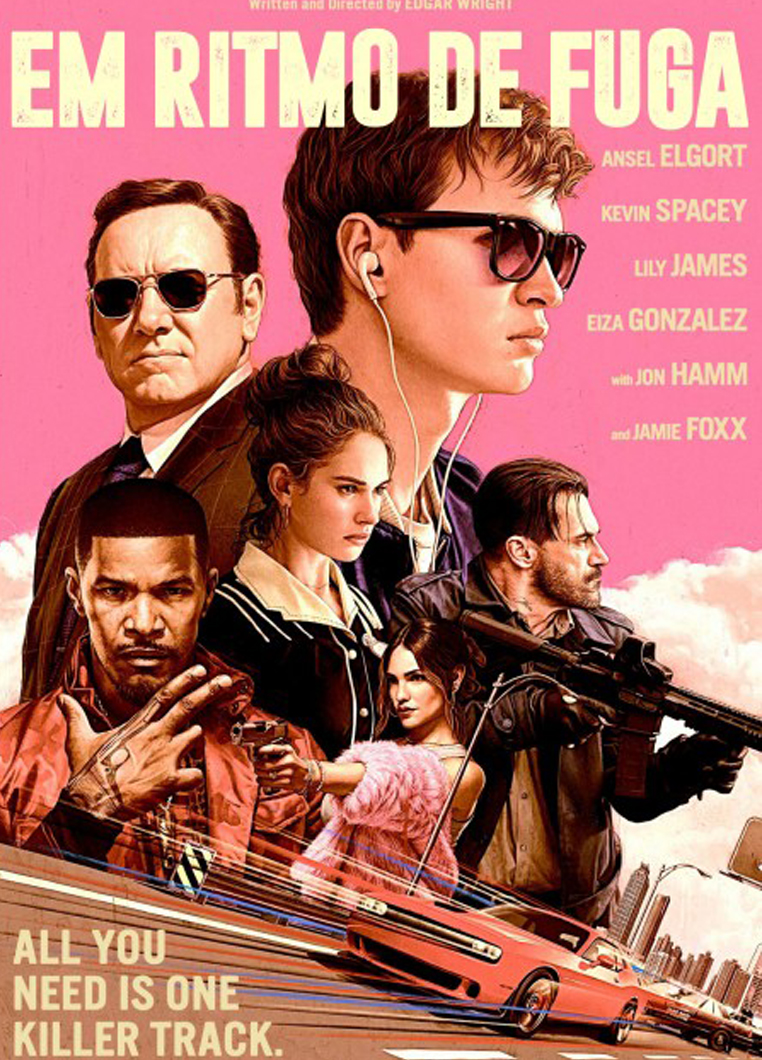 Written and Directed by EDGAR WRIGHT
EM RITMO DE FUGA
ANSEL ELGORT
KEVIN SPACEY
LILY JAMES
EIZA GONZALEZ
with JON HAMM
and JAMIE FOXX
ALL YOU
NEED IS ONE
KILLER TRACK.